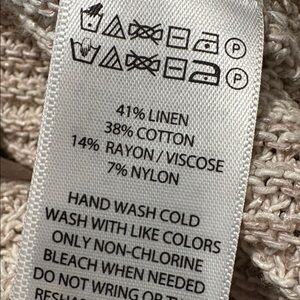 41% LINEN
38% COTTON
14% RAYON / VISCOSE
7% NYLON
HAND WASH COLD
WASH WITH LIKE COLORS
ONLY NON-CHLORINE
BLEACH WHEN NEEDED
DO NOT WRING OR